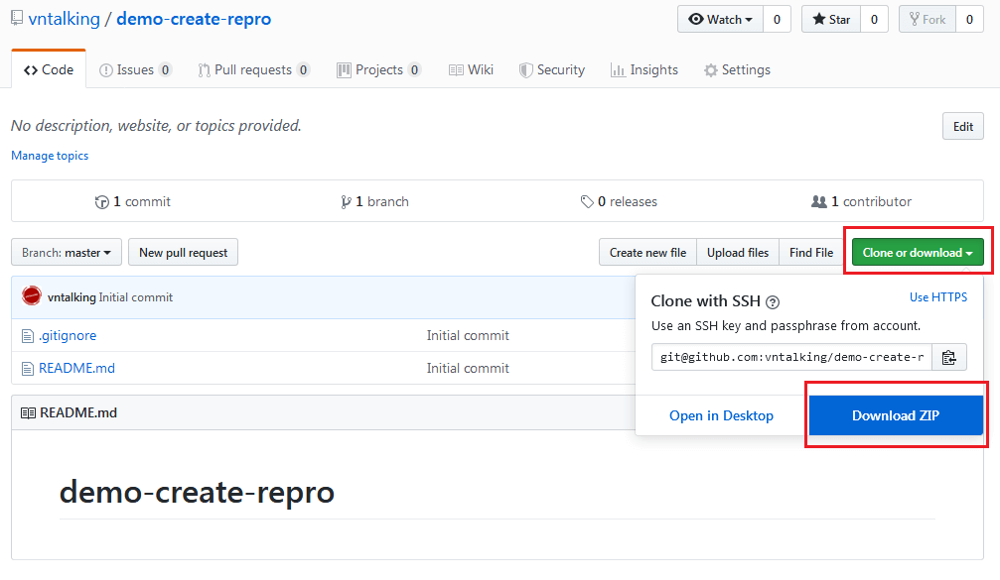 vntalking / demo-create-repro
Watch 0 Star 0 Fork 0
Code Issues 0 Pull requests 0 Projects 0 Wiki Security Insights Settings
No description, website, or topics provided.
Edit
Manage topics
1 commit 1 branch 0 releases 1 contributor
Branch: master New pull request Create new file Upload files Find File Clone or download
vntalking Initial commit
.gitignore Initial commit
README.md Initial commit
Clone with SSH ? Use HTTPS
Use an SSH key and passphrase from account.
git@github.com:vntalking/demo-create-r
Open in Desktop Download ZIP
README.md
demo-create-repro